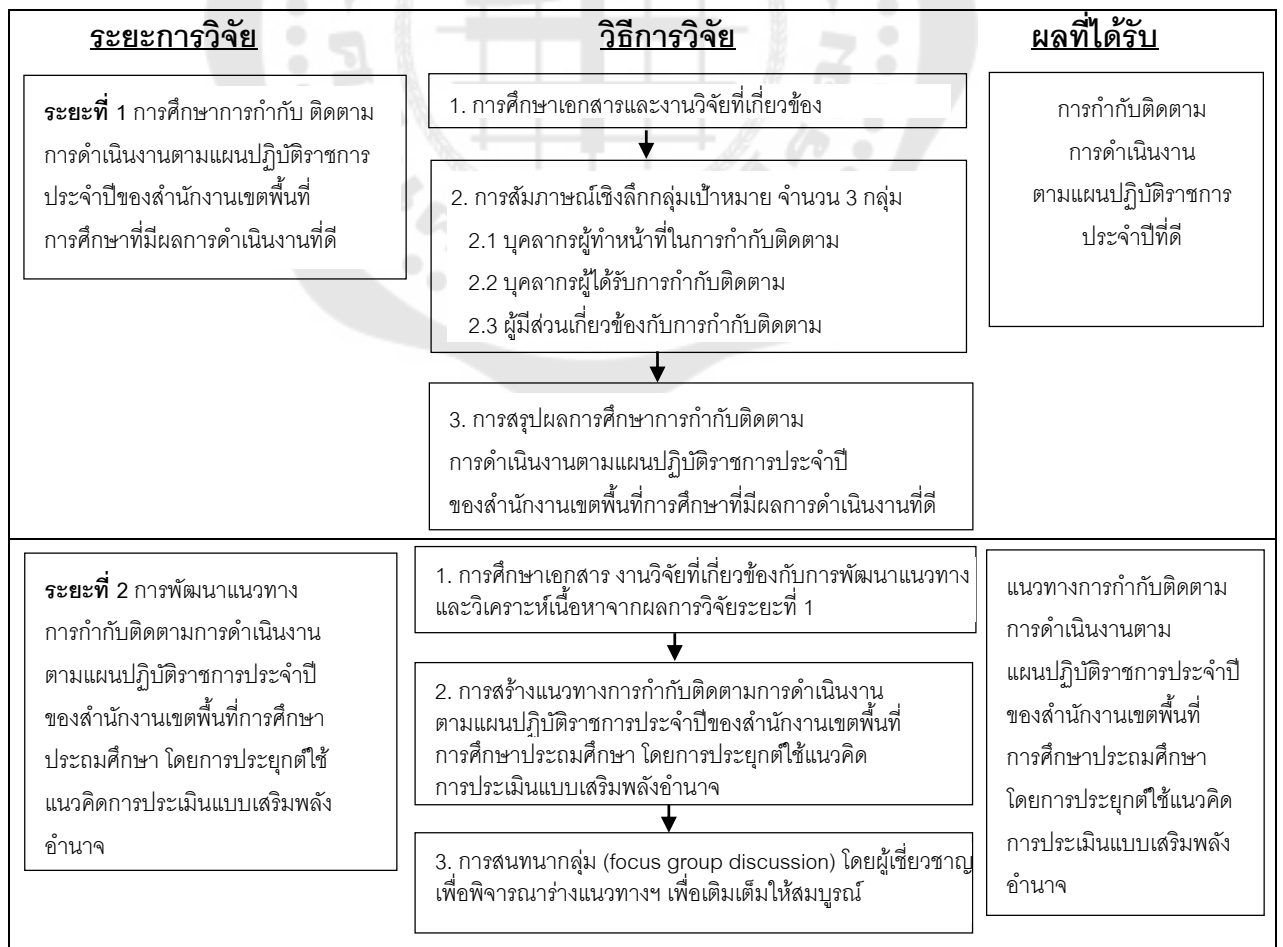 ระยะการวิจัย
วิธีการวิจัย
ผลที่ได้รับ
ระยะที่ 1 การศึกษาการกำกับ ติดตาม
การดำเนินงานตามแผนปฏิบัติราชการ
ประจำปีของสำนักงานเขตพื้นที่
การศึกษาที่มีผลการดำเนินงานที่ดี
1. การศึกษาเอกสารและงานวิจัยที่เกี่ยวข้อง
2. การสัมภาษณ์เชิงลึกกลุ่มเป้าหมาย จำนวน 3 กลุ่ม
2.1 บุคลากรผู้ทำหน้าที่ในการกำกับติดตาม
2.2 บุคลากรผู้ได้รับการกำกับติดตาม
2.3 ผู้มีส่วนเกี่ยวข้องกับการกำกับติดตาม
3. การสรุปผลการศึกษาการกำกับติดตาม
การดำเนินงานตามแผนปฏิบัติราชการประจำปี
ของสำนักงานเขตพื้นที่การศึกษาที่มีผลการดำเนินงานที่ดี
การกำกับติดตาม
การดำเนินงาน
ตามแผนปฏิบัติราชการ
ประจำปีที่ดี
ระยะที่ 2 การพัฒนาแนวทาง
การกำกับติดตามการดำเนินงาน
ตามแผนปฏิบัติราชการประจำปี
ของสำนักงานเขตพื้นที่การศึกษา
ประถมศึกษา โดยการประยุกต์ใช้
แนวคิดการประเมินแบบเสริมพลัง
อำนาจ
1. การศึกษาเอกสาร งานวิจัยที่เกี่ยวข้องกับการพัฒนาแนวทาง
และวิเคราะห์เนื้อหาจากผลการวิจัยระยะที่ 1
2. การสร้างแนวทางการกำกับติดตามการดำเนินงาน
ตามแผนปฏิบัติราชการประจำปีของสำนักงานเขตพื้นที่
การศึกษาประถมศึกษา โดยการประยุกต์ใช้แนวคิด
การประเมินแบบเสริมพลังอำนาจ
3. การสนทนากลุ่ม (focus group discussion) โดยผู้เชี่ยวชาญ
เพื่อพิจารณาร่างแนวทางฯ เพื่อเติมเต็มให้สมบูรณ์
แนวทางการกำกับติดตาม
การดำเนินงานตาม
แผนปฏิบัติราชการประจำปี
ของสำนักงานเขตพื้นที่
การศึกษาประถมศึกษา
โดยการประยุกต์ใช้แนวคิด
การประเมินแบบเสริมพลัง
อำนาจ